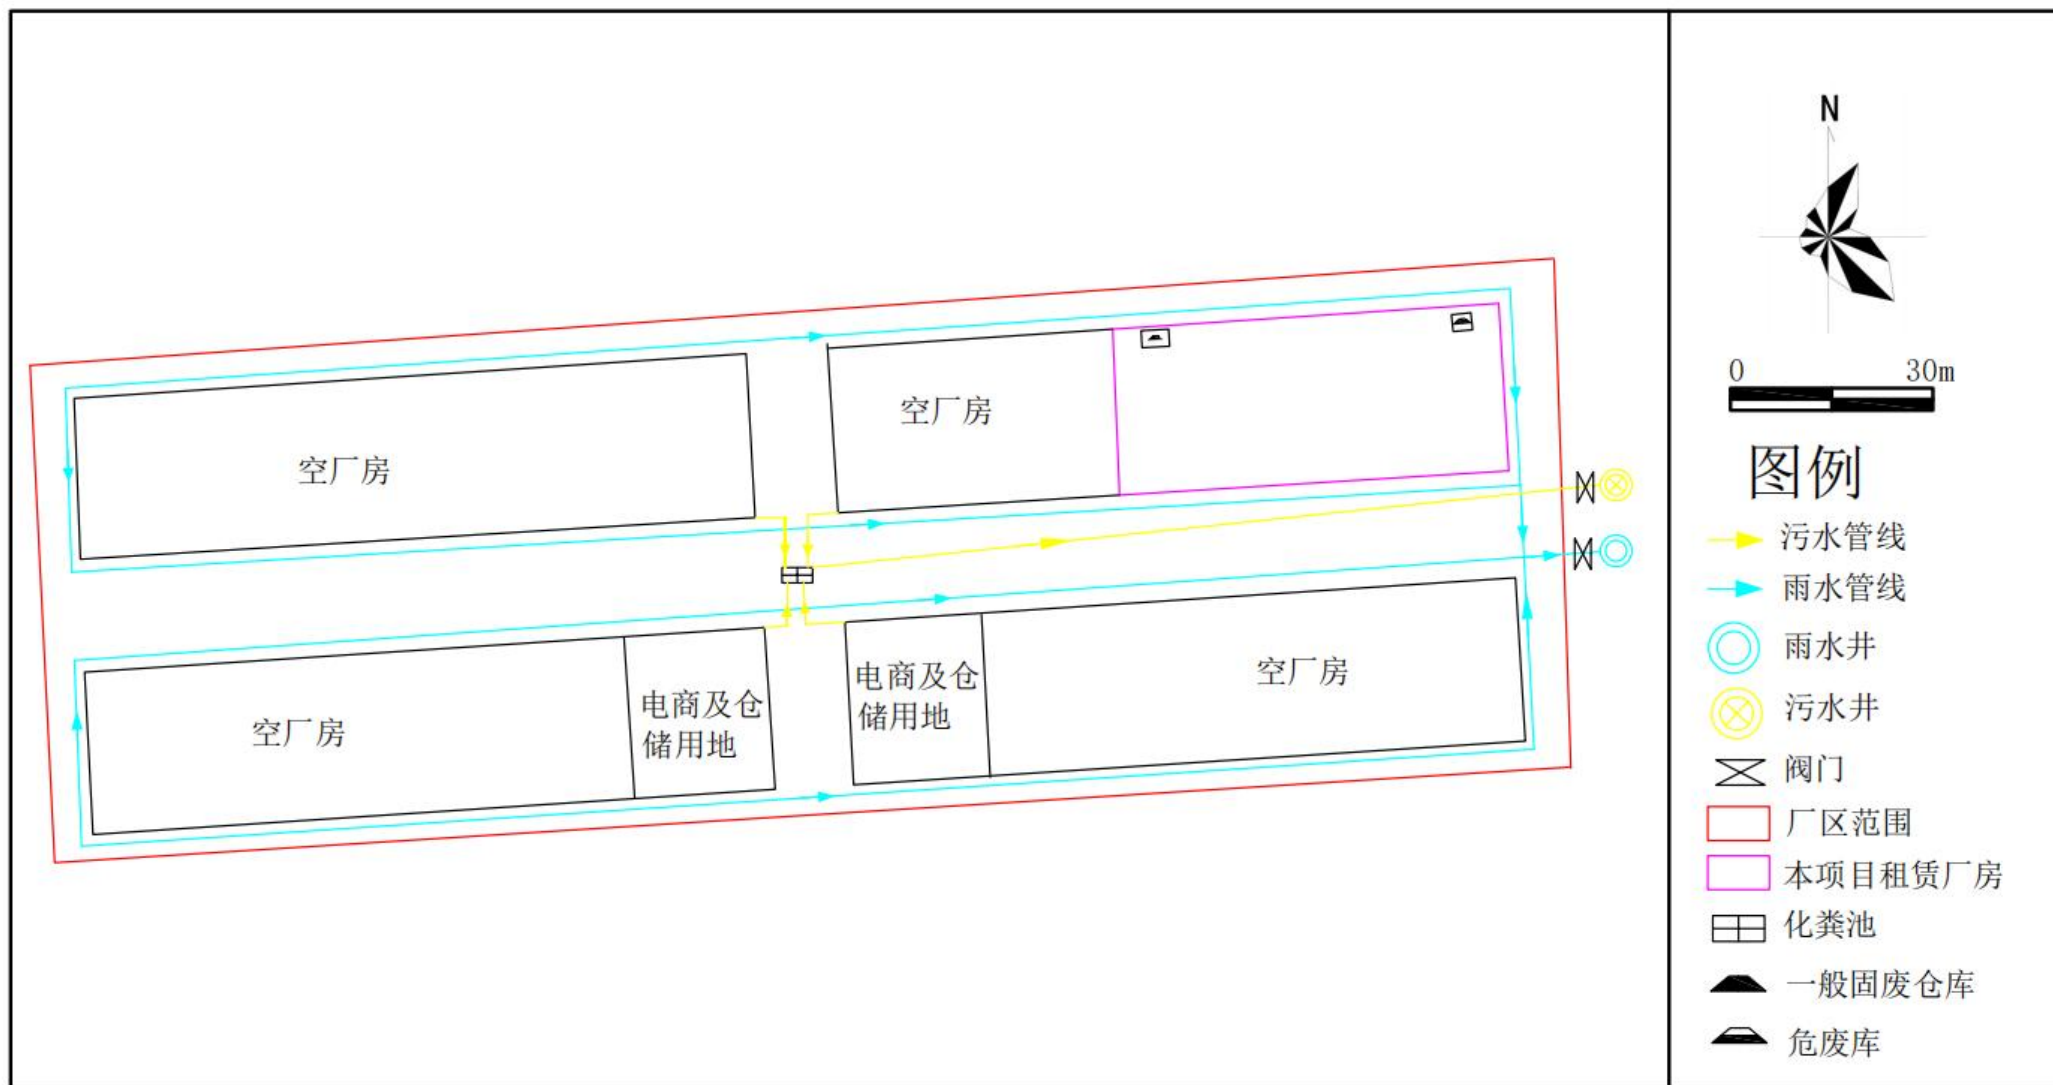 空厂房
空厂房
空厂房
电商及仓
储用地
电商及仓
储用地
空厂房
N
0 30m
图例
污水管线
雨水管线
雨水井
污水井
阀门
厂区范围
本项目租赁厂房
化粪池
一般固废仓库
危废库